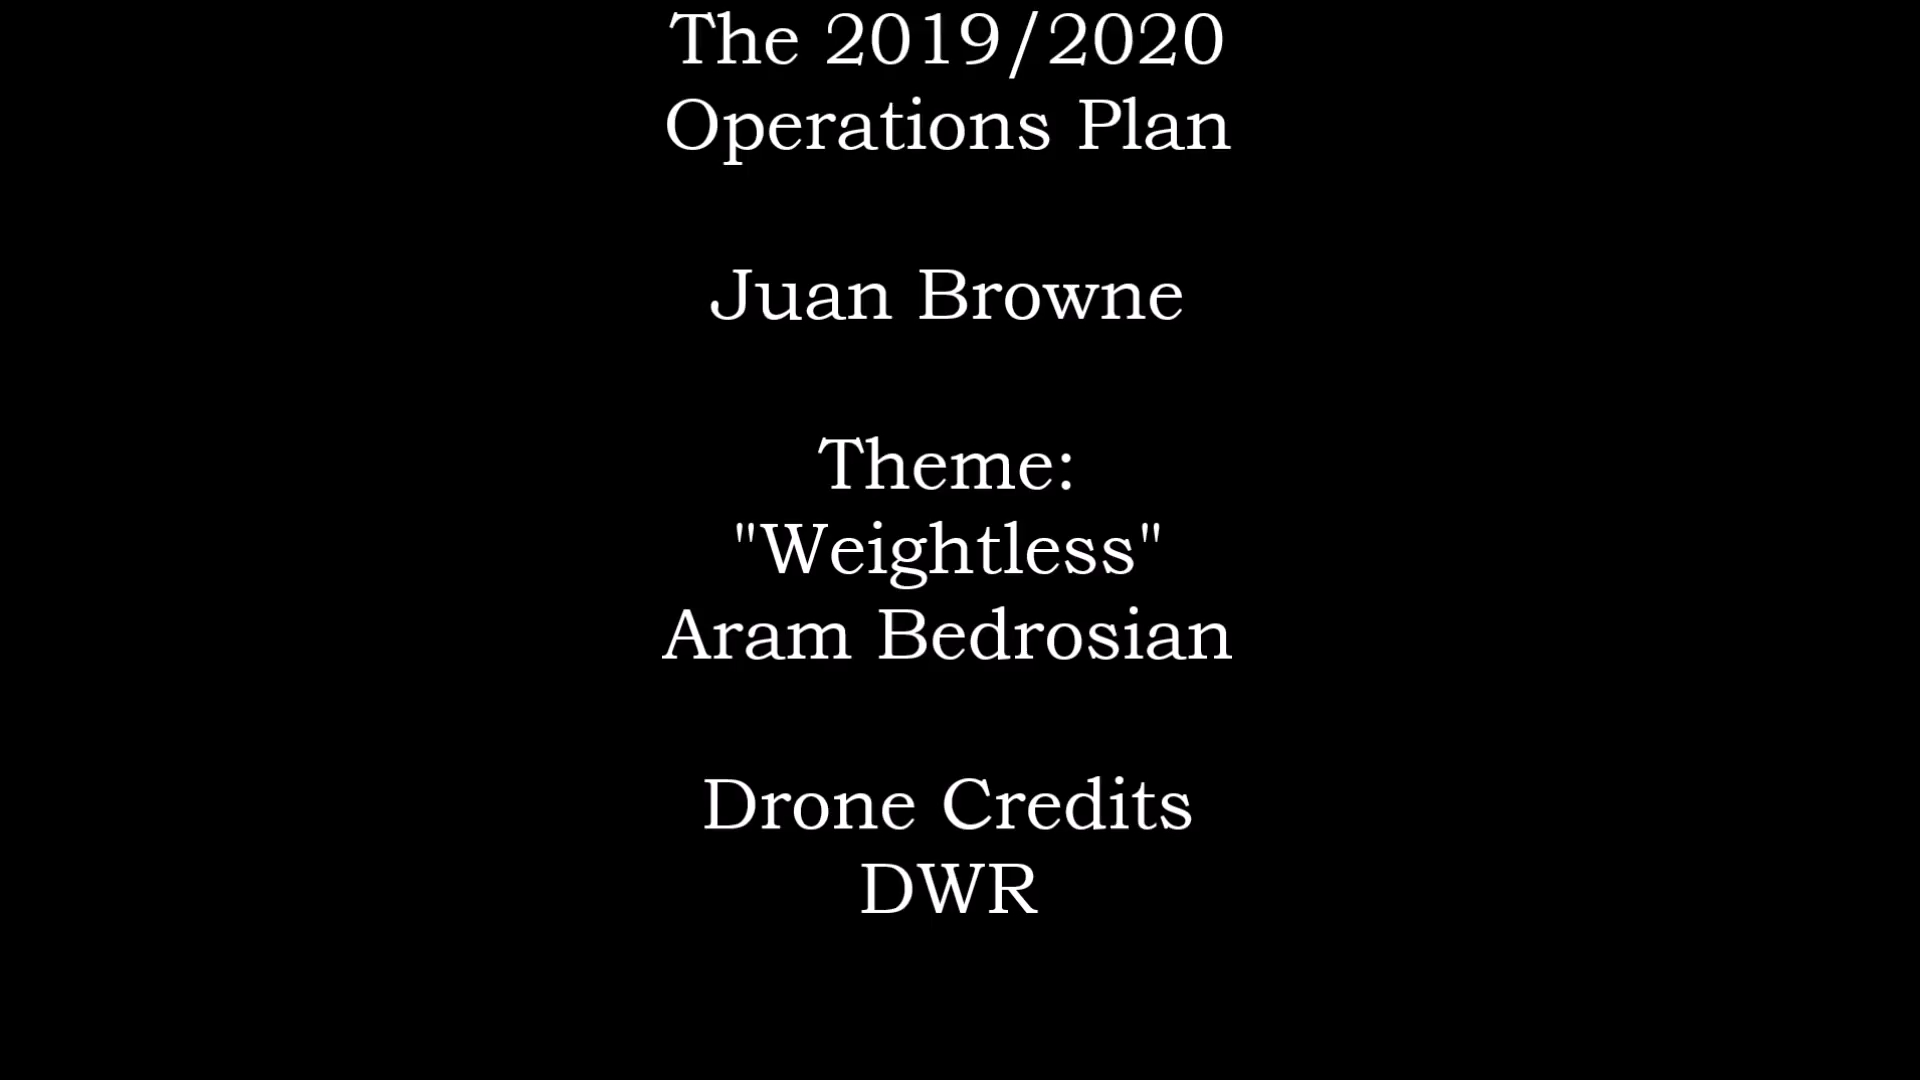 The 2019/2020
Operations Plan
Juan Browne
Theme:
"Weightless"
Aram Bedrosian
Drone Credits
DWR